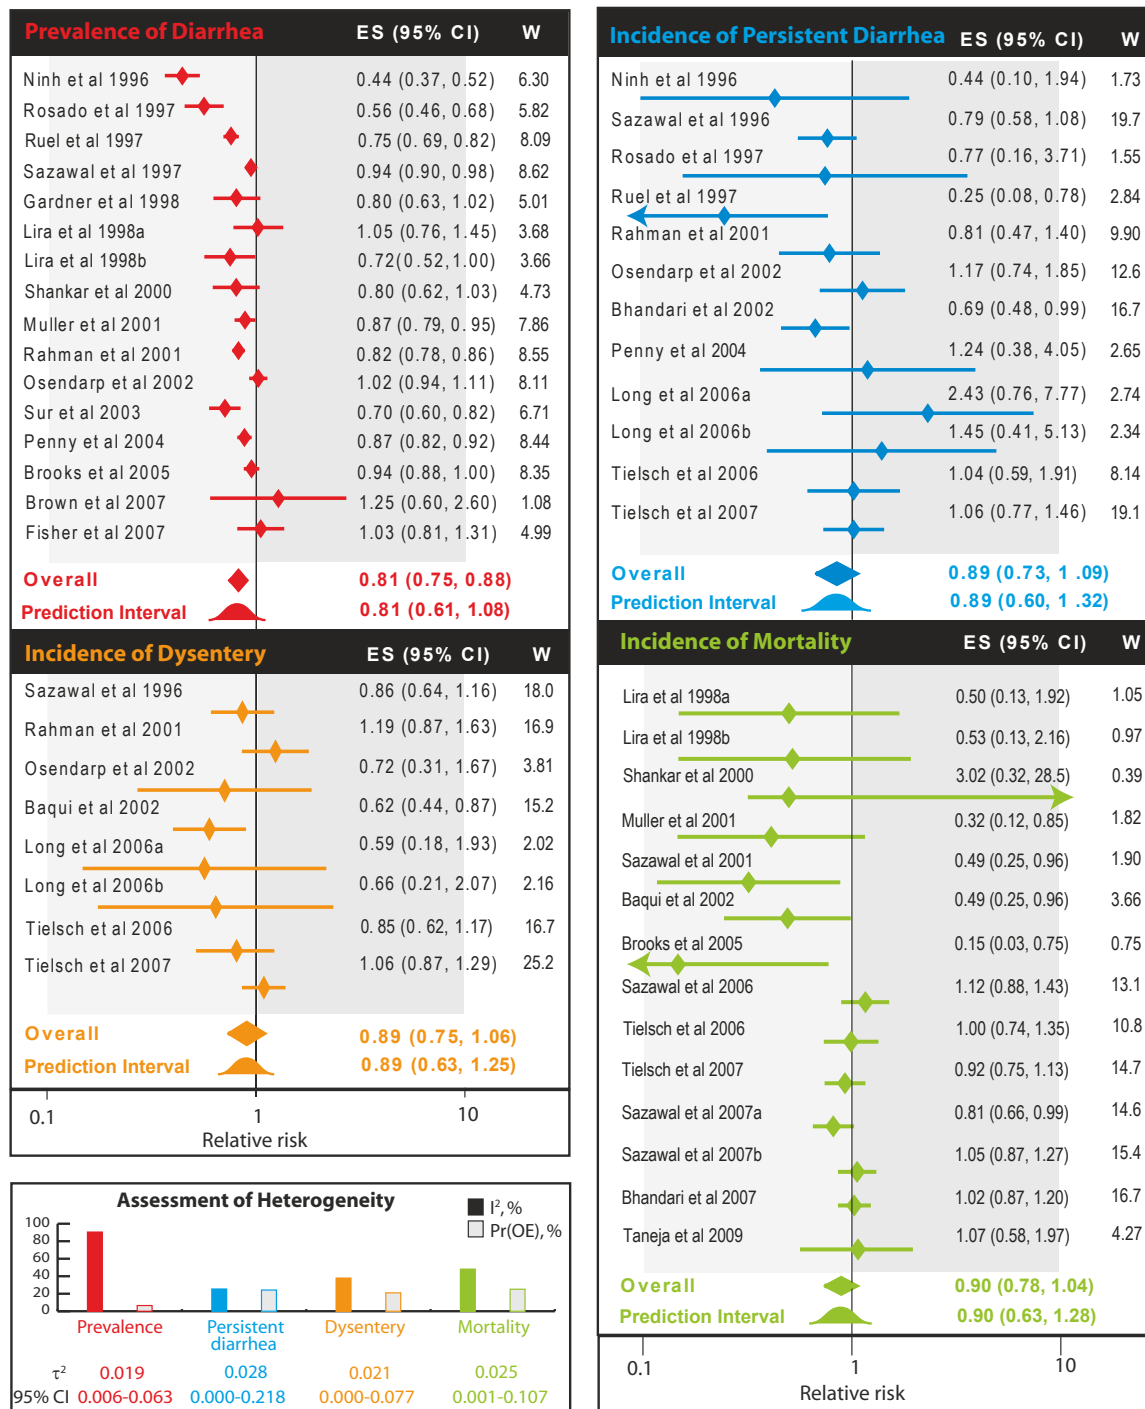 Prevalence of Diarrhea ES (95% CI) W
Ninh et al 1996 0.44 (0.37, 0.52) 6.30
Rosado et al 1997 0.56 (0.46, 0.68) 5.82
Ruel et al 1997 0.75 (0. 69, 0.82) 8.09
Sazawal et al 1997 0.94 (0.90, 0.98) 8.62
Gardner et al 1998 0.80 (0.63, 1.02) 5.01
Lira et al 1998a 1.05 (0.76, 1.45) 3.68
Lira et al 1998b 0.72(0.52, 1.00) 3.66
Shankar et al 2000 0.80 (0.62, 1.03) 4.73
Muller et al 2001 0.87 (0. 79, 0. 95) 7.86
Rahman et al 2001 0.82 (0.78, 0.86) 8.55
Osendarp et al 2002 1.02 (0.94, 1.11) 8.11
Sur et al 2003 0.70 (0.60, 0.82) 6.71
Penny et al 2004 0.87 (0.82, 0.92) 8.44
Brooks et al 2005 0.94 (0.88, 1.00) 8.35
Brown et al 2007 1.25 (0.60, 2.60) 1.08
Fisher et al 2007 1.03 (0.81, 1.31) 4.99
Overall 0.81 (0.75, 0.88)
Prediction Interval 0.81 (0.61, 1.08)
Incidence of Dysentery ES (95% CI) W
Sazawal et al 1996 0.86 (0.64, 1.16) 18.0
Rahman et al 2001 1.19 (0.87, 1.63) 16.9
Osendarp et al 2002 0.72 (0.31, 1.67) 3.81
Baqui et al 2002 0.62 (0.44, 0.87) 15.2
Long et al 2006a 0.59 (0.18, 1.93) 2.02
Long et al 2006b 0.66 (0.21, 2.07) 2.16
Tielsch et al 2006 0.85 (0. 62, 1.17) 16.7
Tielsch et al 2007 1.06 (0.87, 1.29) 25.2
Overall 0.89 (0.75, 1.06)
Prediction Interval 0.89 (0.63, 1.25)
0.1 1 10
Relative risk
Assessment of Heterogeneity
I², %
Pr(OE), %
100
80
60
40
20
0
Prevalence Persistent diarrhea Dysentery Mortality
τ² 0.019 0.028 0.021 0.025
95% CI 0.006-0.063 0.000-0.218 0.000-0.077 0.001-0.107
Incidence of Persistent Diarrhea ES (95% CI) W
Ninh et al 1996 0.44 (0.10, 1.94) 1.73
Sazawal et al 1996 0.79 (0.58, 1.08) 19.7
Rosado et al 1997 0.77 (0.16, 3.71) 1.55
Ruel et al 1997 0.25 (0.08, 0.78) 2.84
Rahman et al 2001 0.81 (0.47, 1.40) 9.90
Osendarp et al 2002 1.17 (0.74, 1.85) 12.6
Bhandari et al 2002 0.69 (0.48, 0.99) 16.7
Penny et al 2004 1.24 (0.38, 4.05) 2.65
Long et al 2006a 2.43 (0.76, 7.77) 2.74
Long et al 2006b 1.45 (0.41, 5.13) 2.34
Tielsch et al 2006 1.04 (0.59, 1.91) 8.14
Tielsch et al 2007 1.06 (0.77, 1.46) 19.1
Overall 0.89 (0.73, 1 .09)
Prediction Interval 0.89 (0.60, 1 .32)
Incidence of Mortality ES (95% CI) W
Lira et al 1998a 0.50 (0.13, 1.92) 1.05
Lira et al 1998b 0.53 (0.13, 2.16) 0.97
Shankar et al 2000 3.02 (0.32, 28.5) 0.39
Muller et al 2001 0.32 (0.12, 0.85) 1.82
Sazawal et al 2001 0.49 (0.25, 0.96) 1.90
Baqui et al 2002 0.49 (0.25, 0.96) 3.66
Brooks et al 2005 0.15 (0.03, 0.75) 0.75
Sazawal et al 2006 1.12 (0.88, 1.43) 13.1
Tielsch et al 2006 1.00 (0.74, 1.35) 10.8
Tielsch et al 2007 0.92 (0.75, 1.13) 14.7
Sazawal et al 2007a 0.81 (0.66, 0.99) 14.6
Sazawal et al 2007b 1.05 (0.87, 1.27) 15.4
Bhandari et al 2007 1.02 (0.87, 1.20) 16.7
Taneja et al 2009 1.07 (0.58, 1.97) 4.27
Overall 0.90 (0.78, 1.04)
Prediction Interval 0.90 (0.63, 1.28)
0.1 1 10
Relative risk